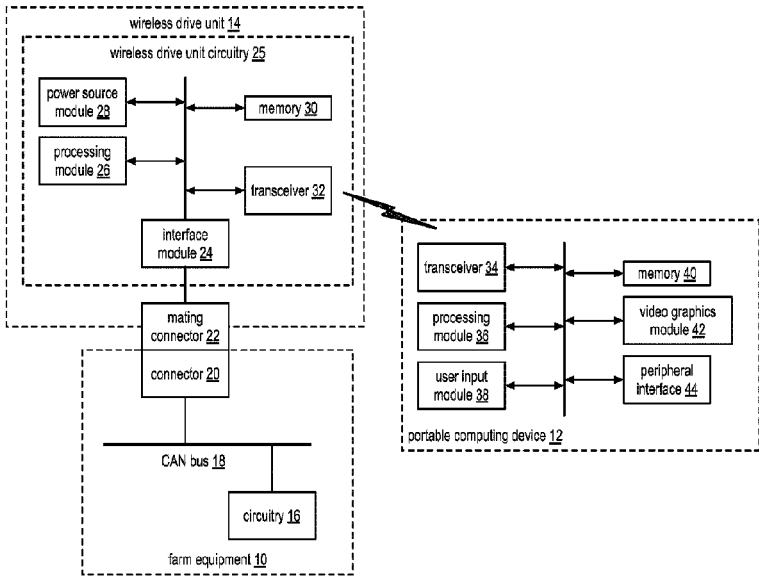 wireless drive unit 14
wireless drive unit circuitry 25
power source
module 28
memory 30
processing
module 26
transceiver 32
interface
module 24
mating
connector 22
connector 20
CAN bus 18
circuitry 16
farm equipment 10
transceiver 34
memory 40
processing
module 36
video graphics
module 42
user input
module 38
peripheral
interface 44
portable computing device 12